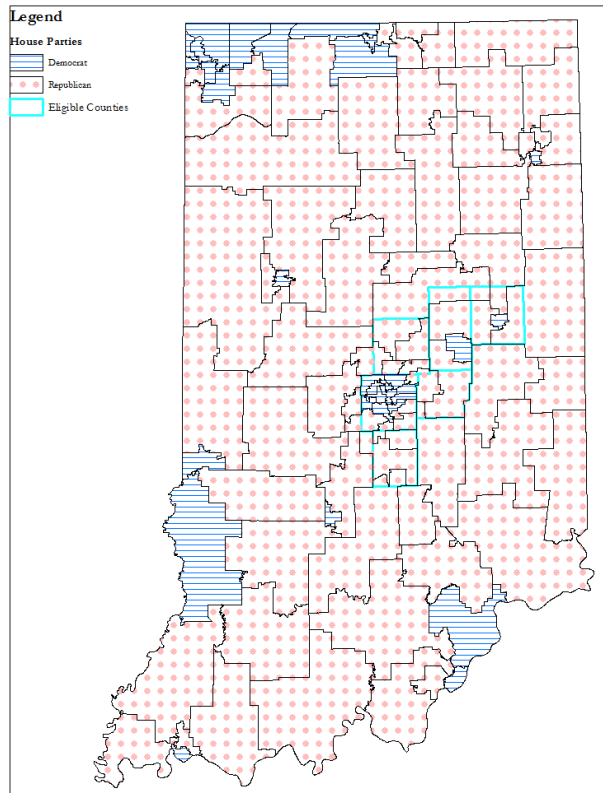 Legend
House Parties
Democrat
Republican
Eligible Counties